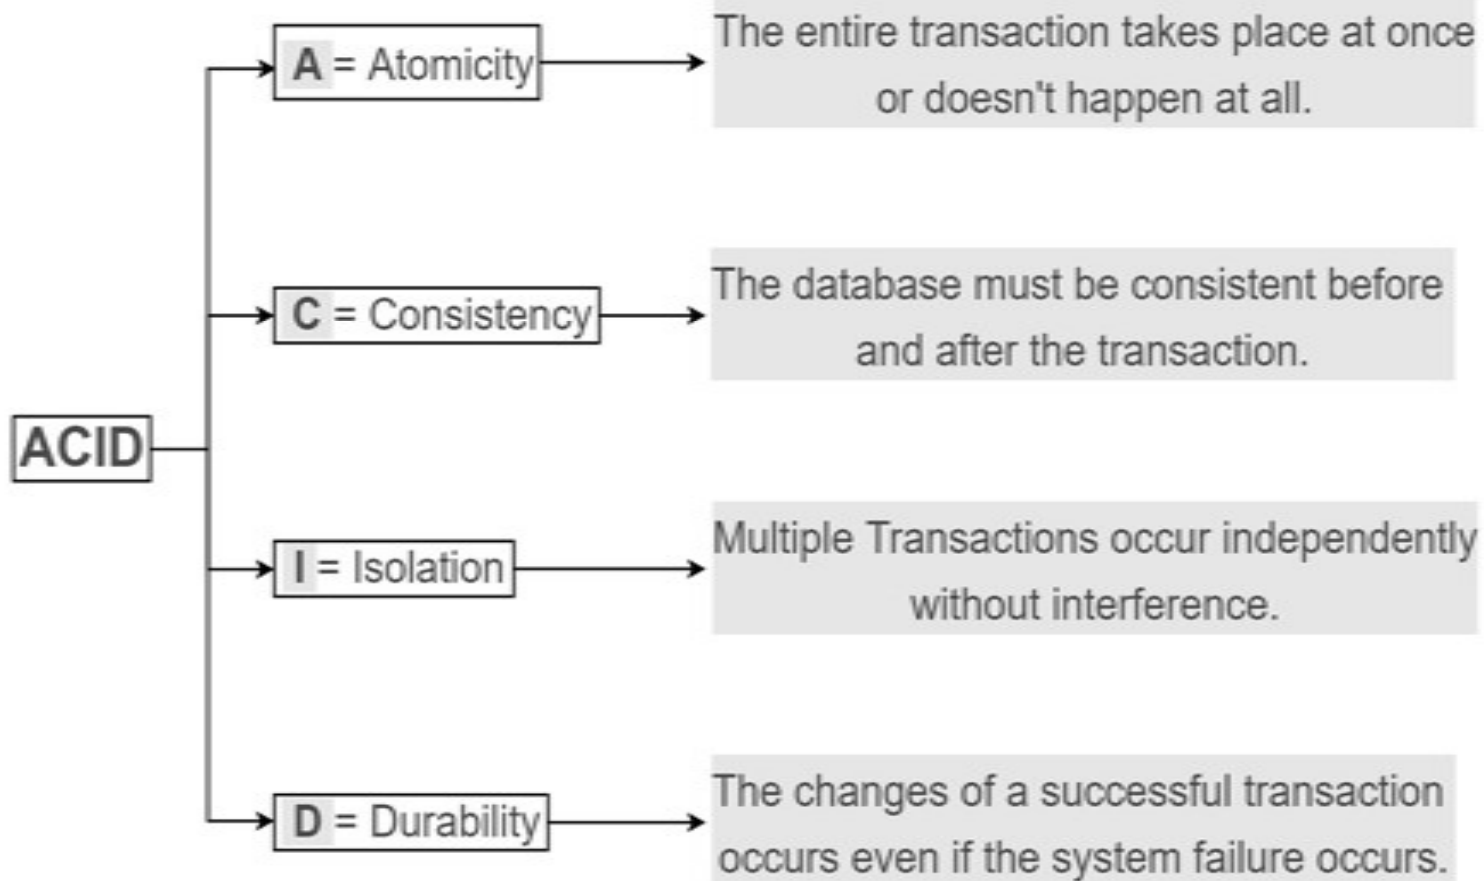 A = Atomicity
The entire transaction takes place at once
or doesn't happen at all.
C = Consistency
The database must be consistent before
and after the transaction.
ACID
I = Isolation
Multiple Transactions occur independently
without interference.
D = Durability
The changes of a successful transaction
occurs even if the system failure occurs.